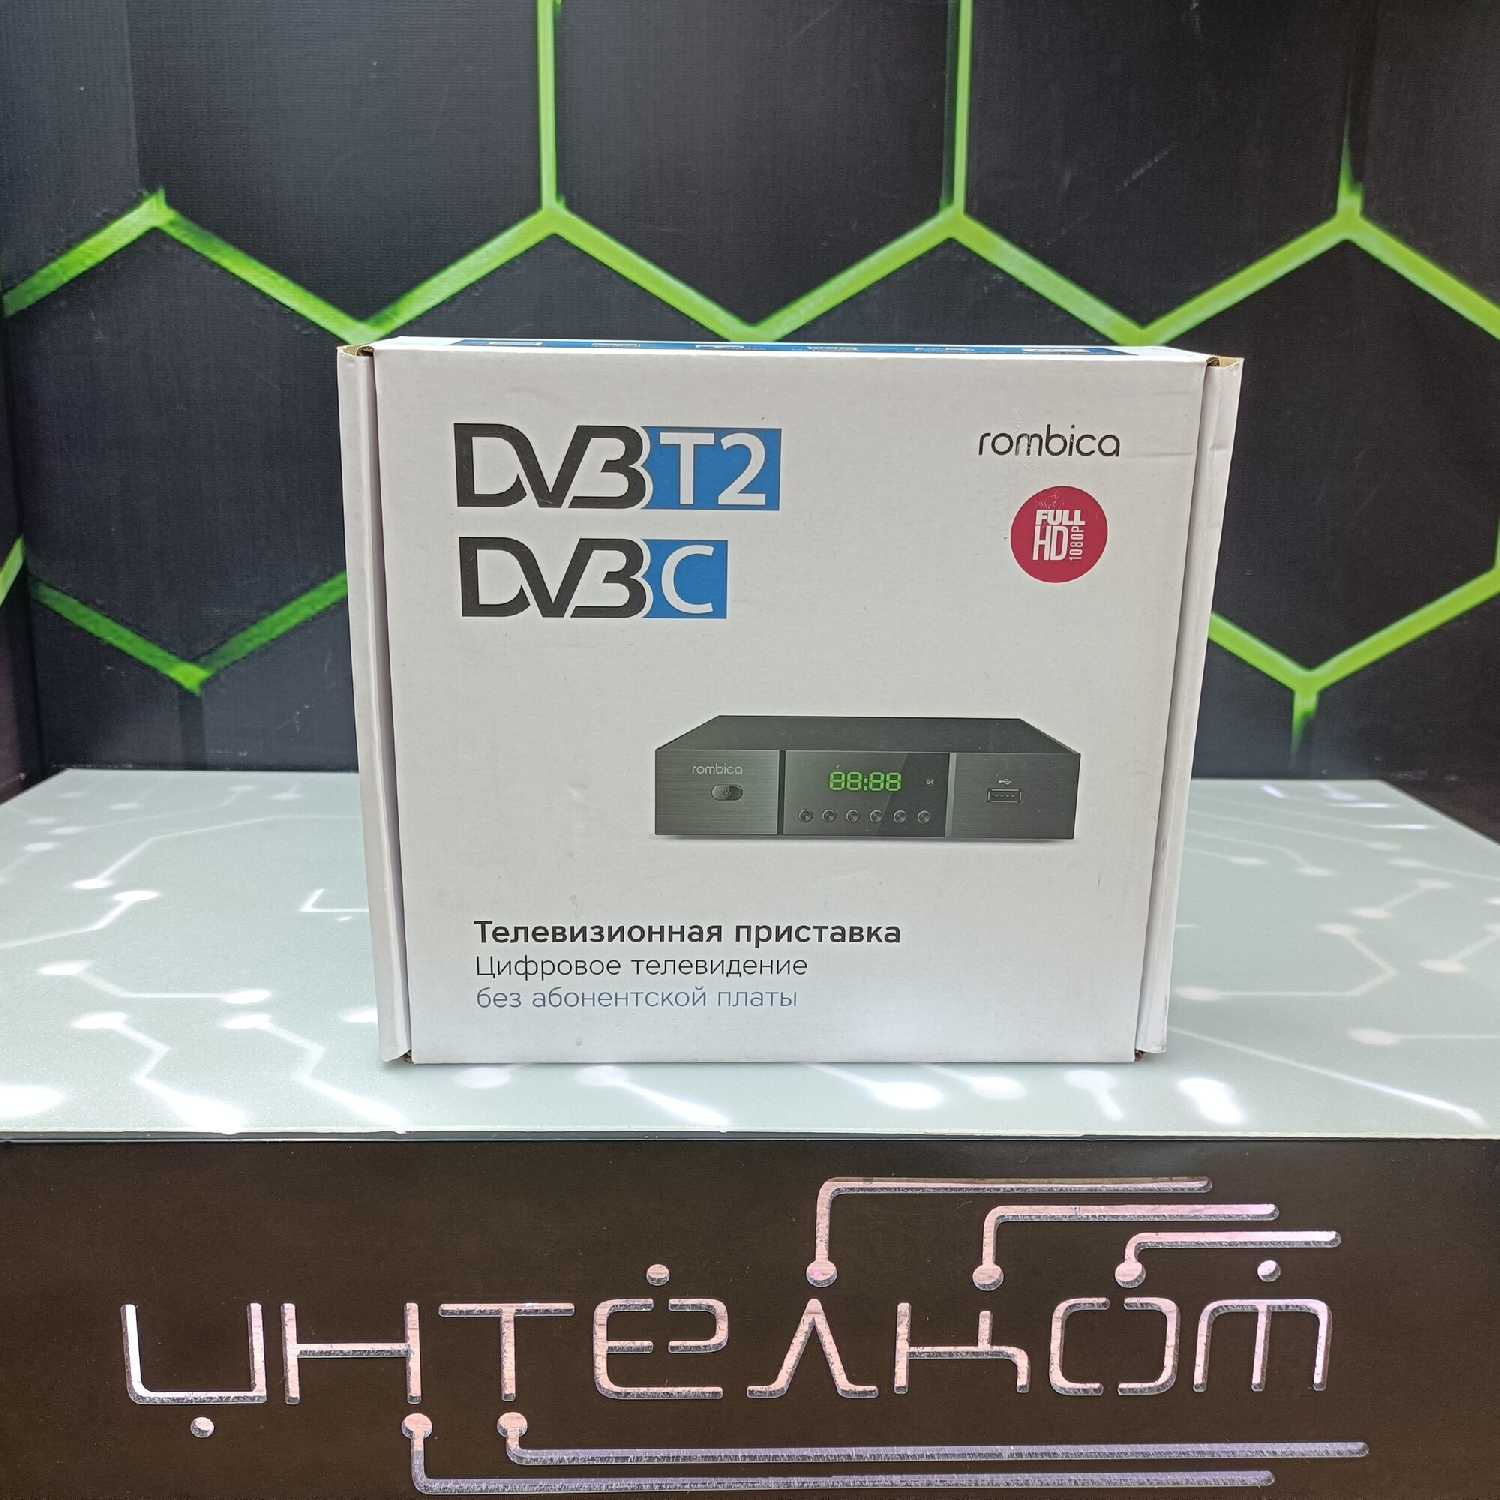 DVB T2
rombica
FULL
HD 1080P
DVB C
rombica
88:88
Телевизионная приставка
Цифровое телевидение
без абонентской платы
ИНТЕЛКОМ